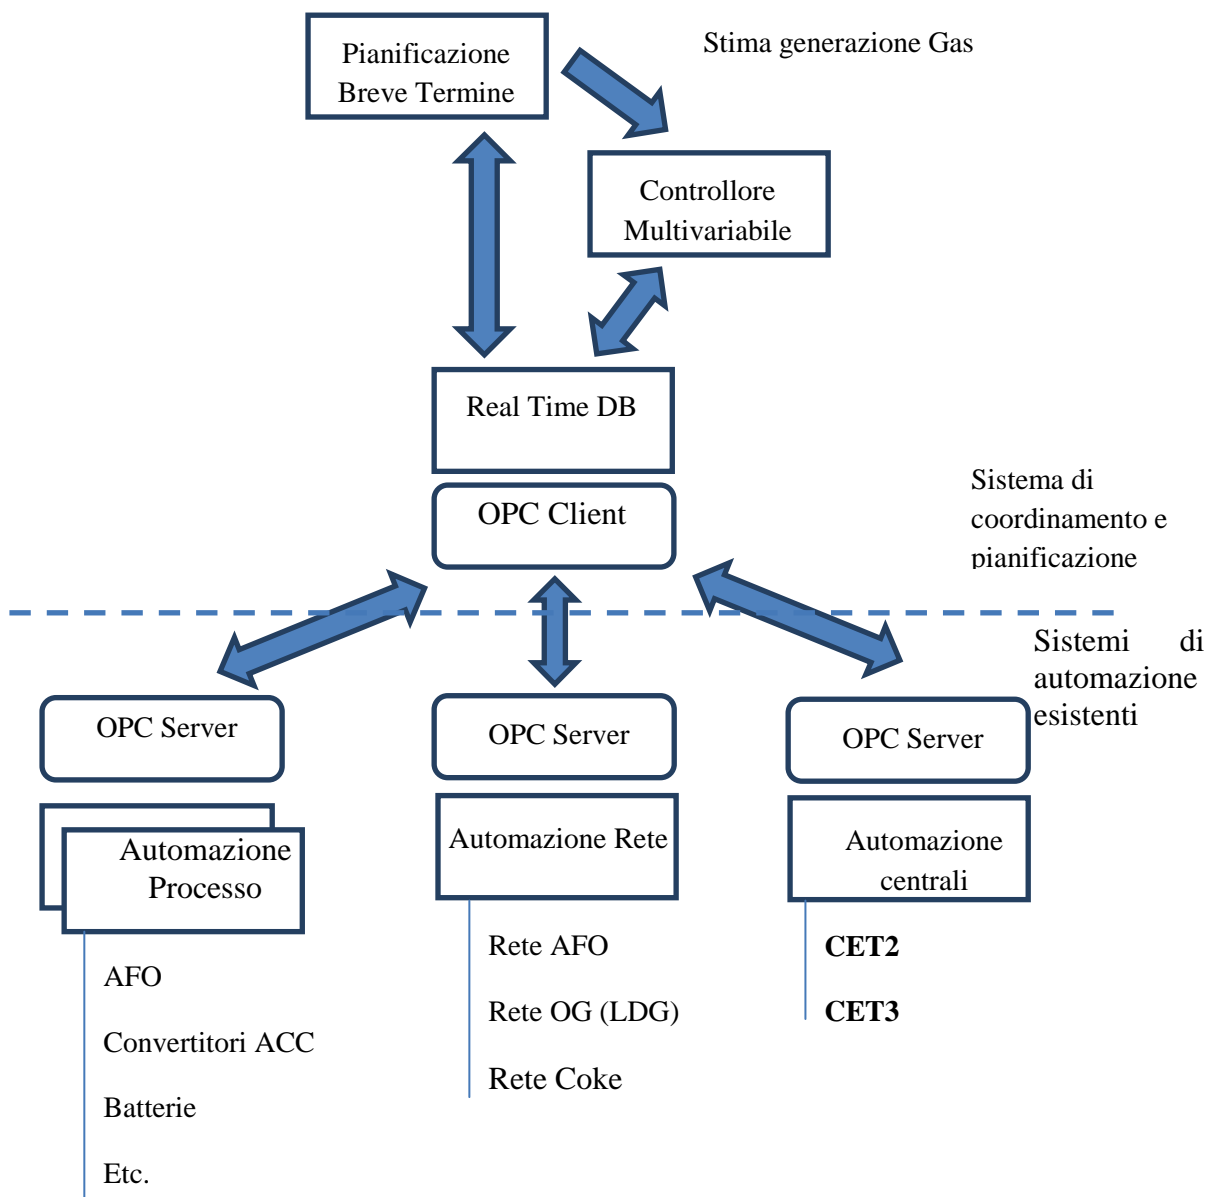 Pianificazione
Breve Termine
Stima generazione Gas
Controllore
Multivariabile
Real Time DB
OPC Client
Sistema di
coordinamento e
pianificazione
Sistemi di
automazione
esistenti
OPC Server
OPC Server
OPC Server
Automazione
Processo
Automazione Rete
Automazione
centrali
AFO
Convertitori ACC
Batterie
Etc.
Rete AFO
Rete OG (LDG)
Rete Coke
CET2
CET3